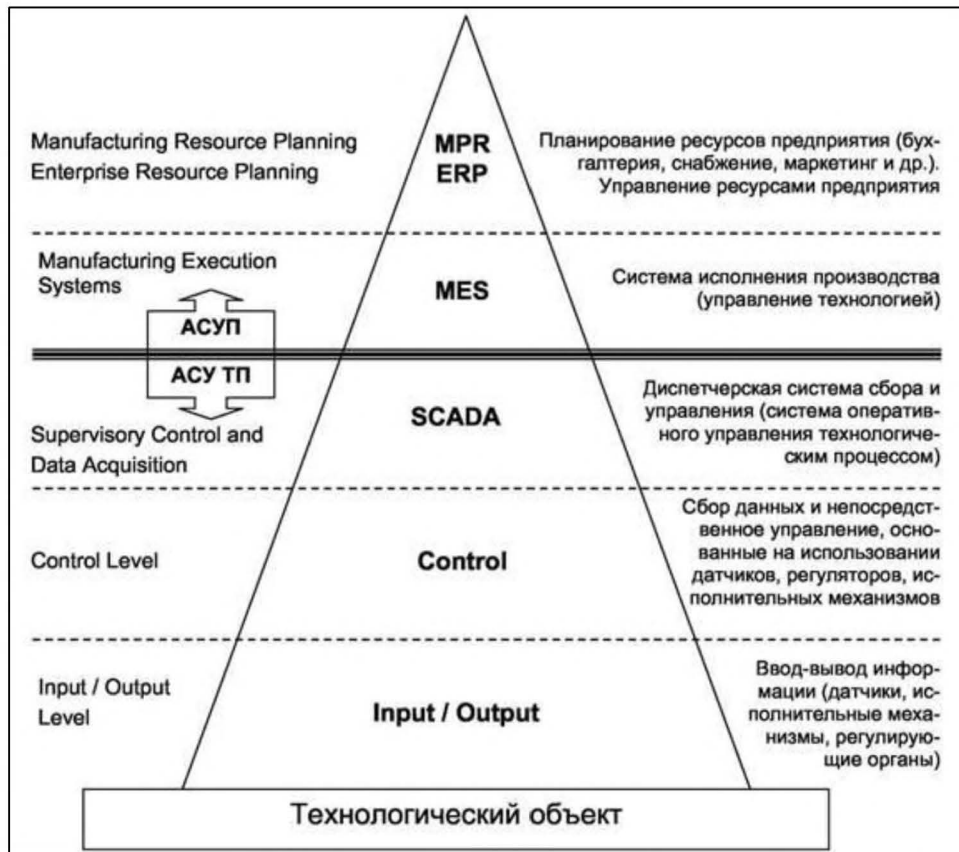 Manufacturing Resource Planning
Enterprise Resource Planning
MPR
ERP
Планирование ресурсов предприятия (бух-
галтерия, снабжение, маркетинг и др.).
Управление ресурсами предприятия
Manufacturing Execution
Systems
MES
Система исполнения производства
(управление технологией)
АСУП
АСУ ТП
Supervisory Control and
Data Acquisition
SCADA
Диспетчерская система сбора и
управления (система оператив-
ного управления технологиче-
ским процессом)
Control Level
Control
Сбор данных и непосредст-
венное управление, осно-
ванные на использовании
датчиков, регуляторов, ис-
полнительных механизмов
Input / Output
Level
Input / Output
Ввод-вывод инфор-
мации (датчики, ис-
полнительные меха-
низмы, регулирую-
щие органы)
Технологический объект